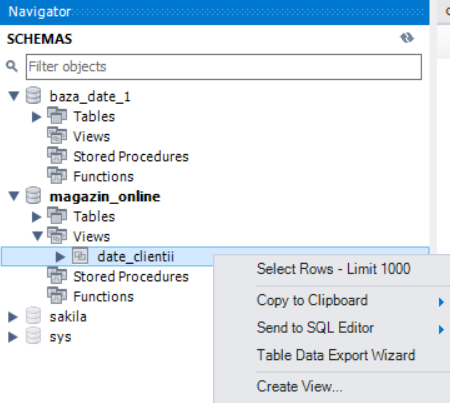 Navigator
SCHEMAS
Filter objects
baza_date_1
Tables
Views
Stored Procedures
Functions
magazin_online
Tables
Views
date_clientii
Stored Procedures
Functions
sakila
sys
Select Rows - Limit 1000
Copy to Clipboard
Send to SQL Editor
Table Data Export Wizard
Create View...